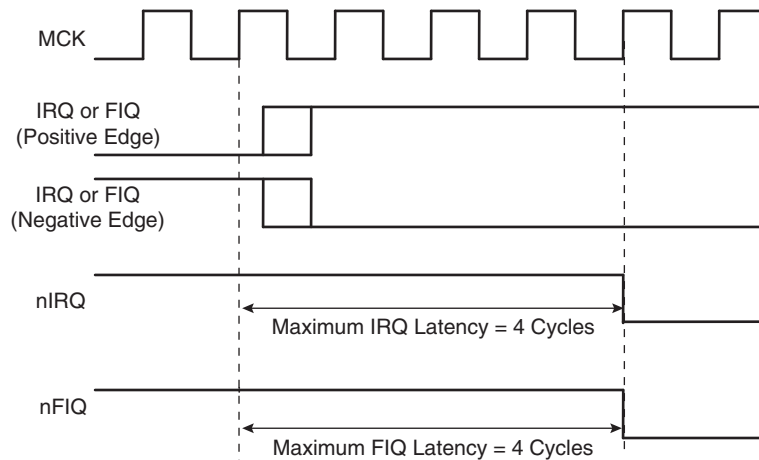 MCK
IRQ or FIQ
(Positive Edge)
IRQ or FIQ
(Negative Edge)
nIRQ
Maximum IRQ Latency = 4 Cycles
nFIQ
Maximum FIQ Latency = 4 Cycles